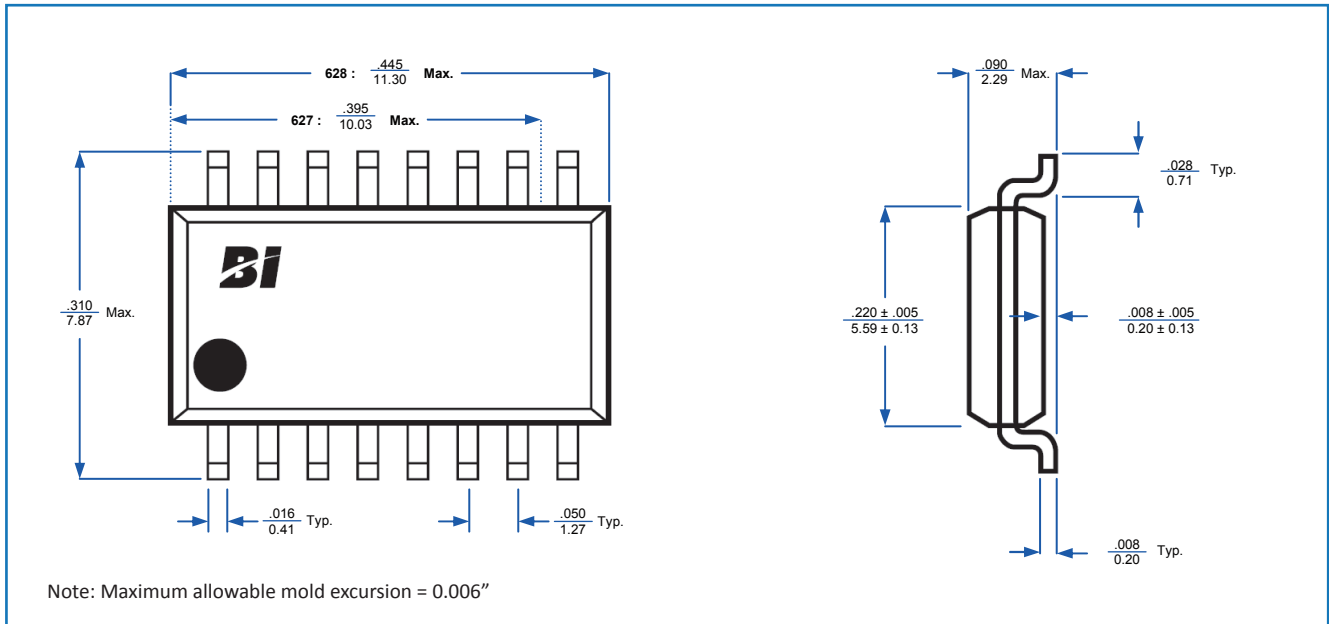 628 : .445 / 11.30 Max.
627 : .395 / 10.03 Max.
.310 / 7.87 Max.
BI
.016 / 0.41 Typ.
.050 / 1.27 Typ.
.090 / 2.29 Max.
.028 / 0.71 Typ.
.220 ± .005 / 5.59 ± 0.13
.008 ± .005 / 0.20 ± 0.13
.008 / 0.20 Typ.
Note: Maximum allowable mold excursion = 0.006”